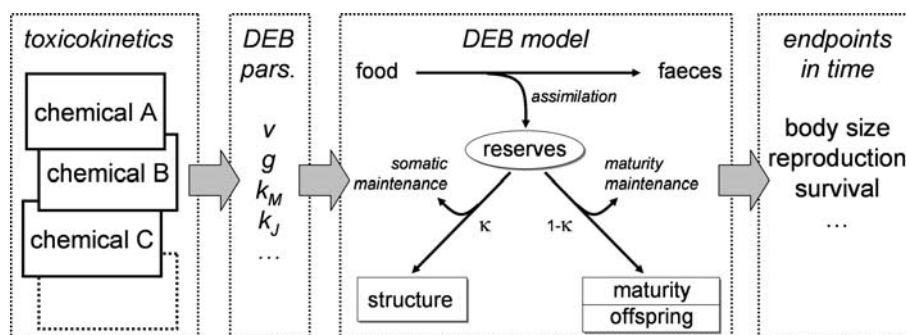 toxicokinetics
chemical A
chemical B
chemical C
DEB
pars.
v
g
k_M
k_J
...
DEB model
food
faeces
assimilation
reserves
somatic
maintenance
maturity
maintenance
κ
1-κ
structure
maturity
offspring
endpoints
in time
body size
reproduction
survival
...